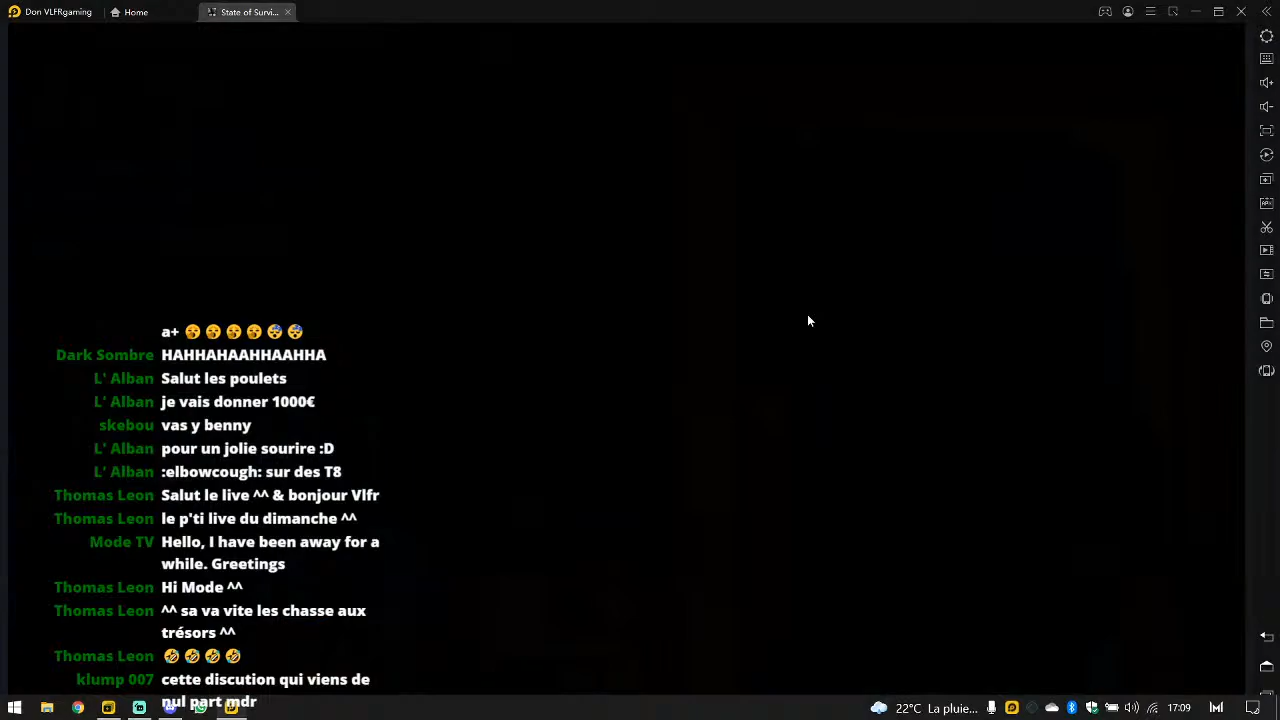 Don VLFRgaming
Home
State of Survi...
a+ 🥱 🥱 🥱 🥱 😴 😴
Dark Sombre HAHHAHAAHHAAHHA
L' Alban Salut les poulets
L' Alban je vais donner 1000€
skebou vas y benny
L' Alban pour un jolie sourire :D
L' Alban :elbowcough: sur des T8
Thomas Leon Salut le live ^^ & bonjour Vlfr
Thomas Leon le p'ti live du dimanche ^^
Mode TV Hello, I have been away for a
while. Greetings
Thomas Leon Hi Mode ^^
Thomas Leon ^^ sa va vite les chasse aux
trésors ^^
Thomas Leon 🤣 🤣 🤣 🤣
klump 007 cette discution qui viens de
nul part mdr
22°C La pluie...
17:09